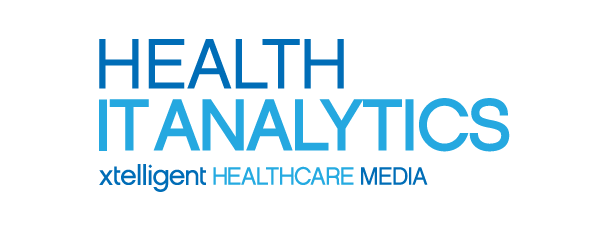 HEALTH
IT ANALYTICS
xtelligent HEALTHCARE MEDIA